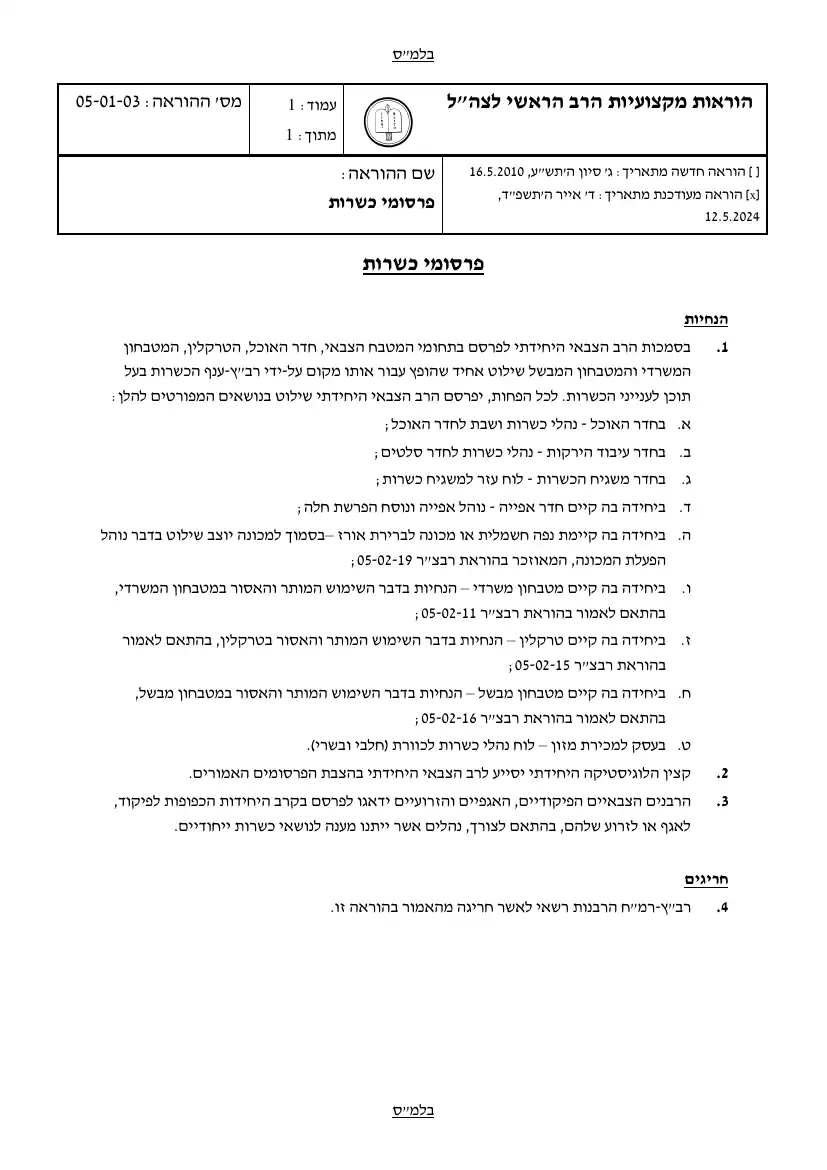 בלמ"ס
הוראות מקצועיות הרב הראשי לצה"ל
עמוד : 1
מתוך : 1
מס' ההוראה : 05-01-03
[ ] הוראה חדשה מתאריך : ג' סיון ה'תש"ע, 16.5.2010
[x] הוראה מעודכנת מתאריך : ד' אייר ה'תשפ"ד,
12.5.2024
שם ההוראה :
פרסומי כשרות
פרסומי כשרות
הנחיות
1. בסמכות הרב הצבאי היחידתי לפרסם בתחומי המטבח הצבאי, חדר האוכל, הטרקלין, המטבחון
המשרדי והמטבחון המבשל שילוט אחיד שהופץ עבור אותו מקום על-ידי רב"ץ-ענף הכשרות בעל
תוכן לענייני הכשרות. לכל הפחות, יפרסם הרב הצבאי היחידתי שילוט בנושאים המפורטים להלן :
א. בחדר האוכל - נהלי כשרות ושבת לחדר האוכל;
ב. בחדר עיבוד הירקות - נהלי כשרות לחדר סלטים;
ג. בחדר משגיח הכשרות - לוח עזר למשגיח כשרות;
ד. ביחידה בה קיים חדר אפייה - נוהל אפייה ונוסח הפרשת חלה;
ה. ביחידה בה קיימת נפה חשמלית או מכונה לברירת אורז –בסמוך למכונה יוצב שילוט בדבר נוהל
הפעלת המכונה, המאוזכר בהוראת רבצ"ר 05-02-19;
ו. ביחידה בה קיים מטבחון משרדי – הנחיות בדבר השימוש המותר והאסור במטבחון המשרדי,
בהתאם לאמור בהוראת רבצ"ר 05-02-11;
ז. ביחידה בה קיים טרקלין – הנחיות בדבר השימוש המותר והאסור בטרקלין, בהתאם לאמור
בהוראת רבצ"ר 05-02-15;
ח. ביחידה בה קיים מטבחון מבשל – הנחיות בדבר השימוש המותר והאסור במטבחון מבשל,
בהתאם לאמור בהוראת רבצ"ר 05-02-16;
ט. בעסק למכירת מזון – לוח נהלי כשרות לכוורת (חלבי ובשרי).
2. קצין הלוגיסטיקה היחידתי יסייע לרב הצבאי היחידתי בהצבת הפרסומים האמורים.
3. הרבנים הצבאיים הפיקודיים, האגפיים והזרועיים ידאגו לפרסם בקרב היחידות הכפופות לפיקוד,
לאגף או לזרוע שלהם, בהתאם לצורך, נהלים אשר ייתנו מענה לנושאי כשרות ייחודיים.
חריגים
4. רב"ץ-רמ"ח הרבנות רשאי לאשר חריגה מהאמור בהוראה זו.
בלמ"ס